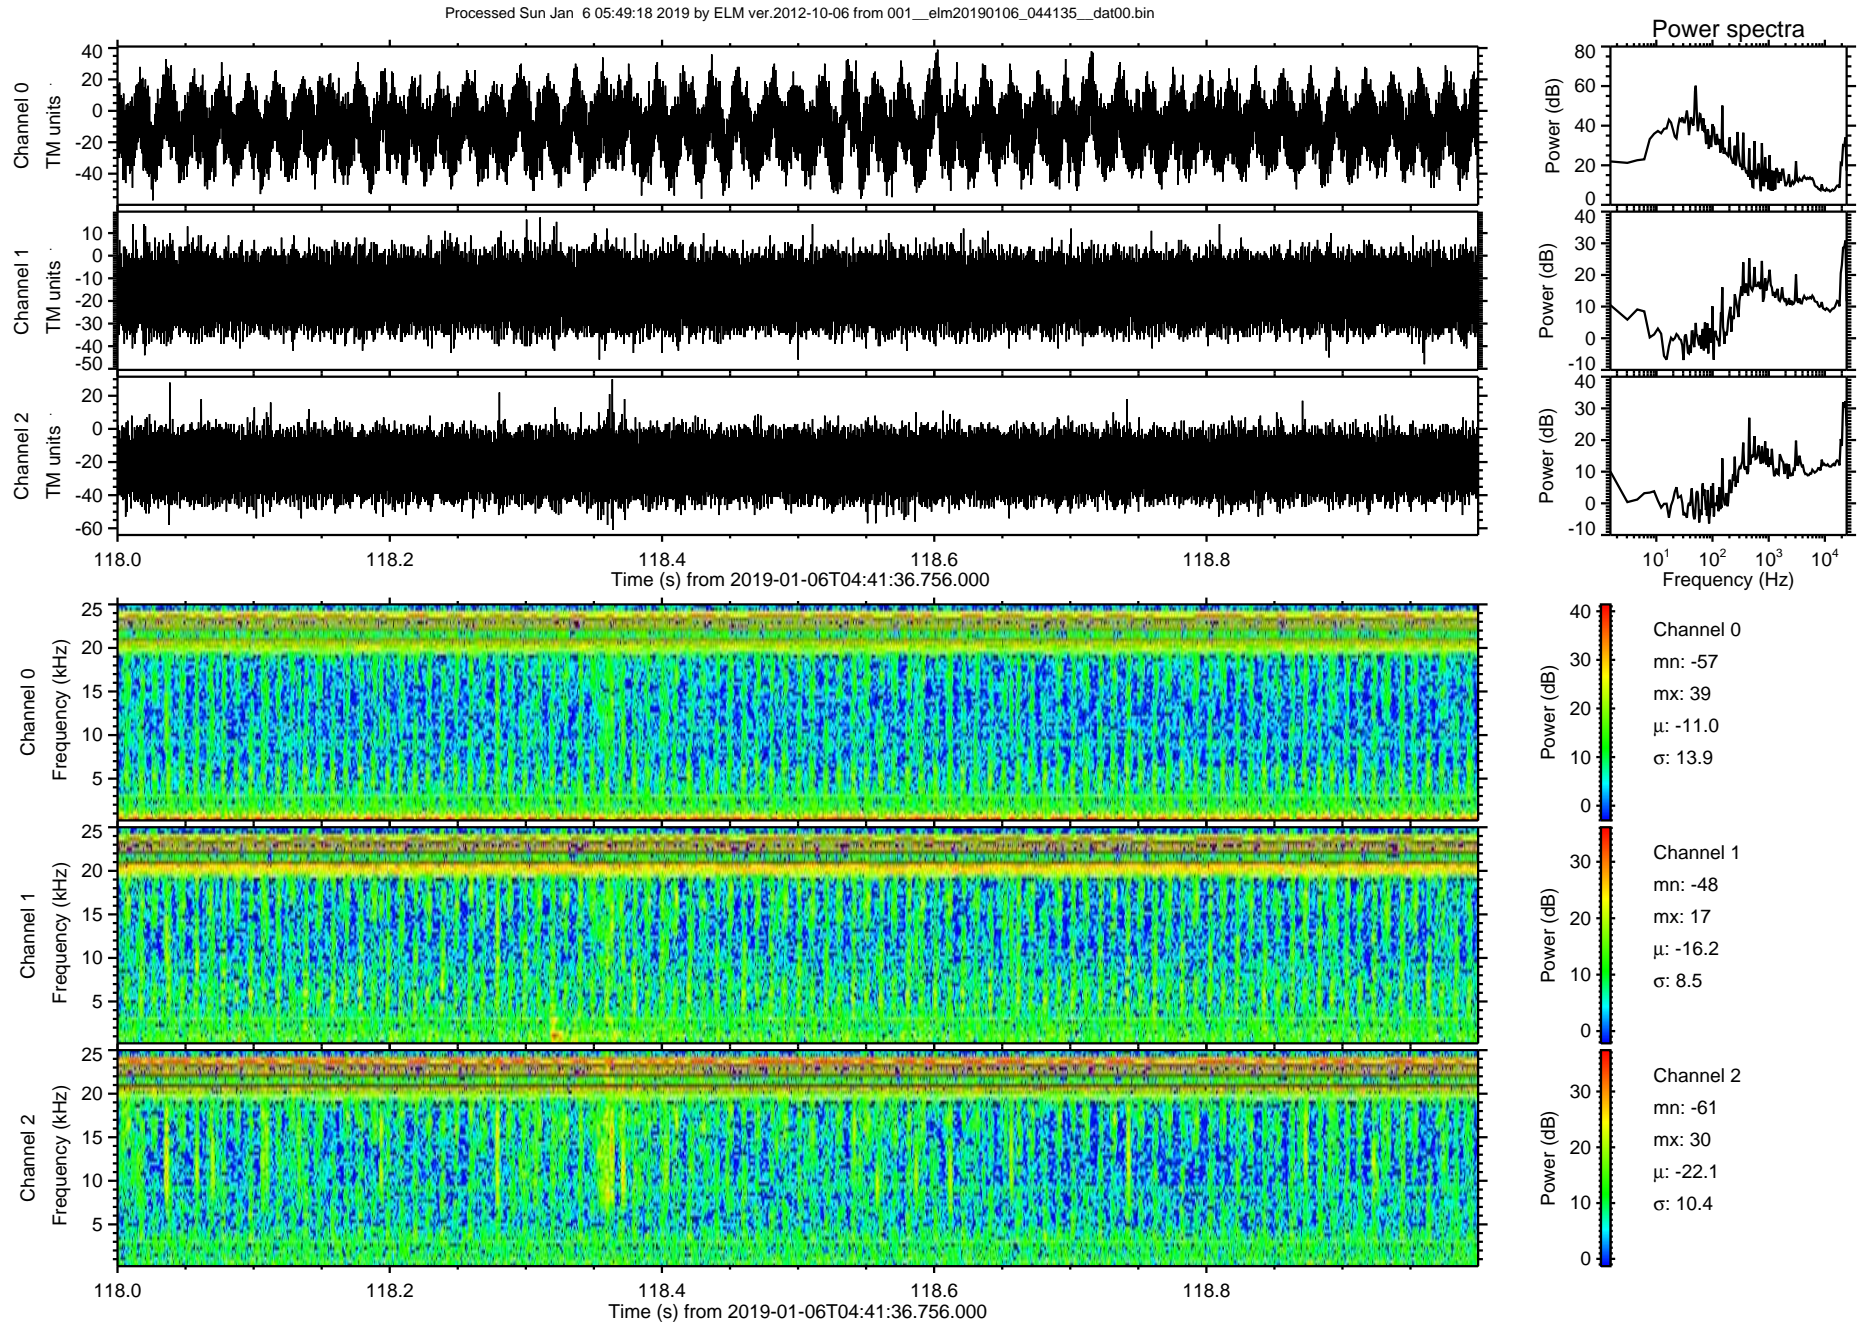 Processed Sun Jan  6 05:49:18 2019 by ELM ver.2012-10-06 from 001__elm20190106_044135__dat00.bin
Power spectra
Channel 0
TM units
40
20
0
-20
-40
Power (dB)
80
60
40
20
0
Channel 1
TM units
10
0
-10
-20
-30
-40
-50
Power (dB)
40
30
20
10
0
-10
Channel 2
TM units
20
0
-20
-40
-60
Power (dB)
40
30
20
10
0
-10
118.0 118.2 118.4 118.6 118.8
Time (s) from 2019-01-06T04:41:36.756.000
10^1 10^2 10^3 10^4
Frequency (Hz)
Channel 0
Frequency (kHz)
25
20
15
10
5
Power (dB)
40
30
20
10
0
Channel 0
mn: -57
mx: 39
μ: -11.0
σ: 13.9
Channel 1
Frequency (kHz)
25
20
15
10
5
Power (dB)
30
20
10
0
Channel 1
mn: -48
mx: 17
μ: -16.2
σ: 8.5
Channel 2
Frequency (kHz)
25
20
15
10
5
Power (dB)
30
20
10
0
Channel 2
mn: -61
mx: 30
μ: -22.1
σ: 10.4
118.0 118.2 118.4 118.6 118.8
Time (s) from 2019-01-06T04:41:36.756.000